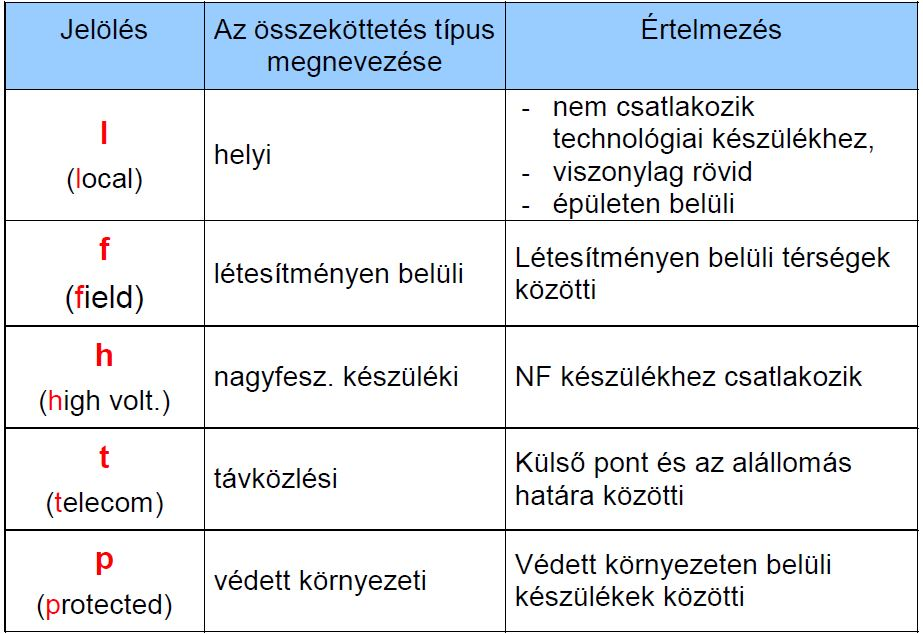 Jelölés
Az összeköttetés típus
megnevezése
Értelmezés
l
(local)
helyi
- nem csatlakozik
technológiai készülékhez,
- viszonylag rövid
- épületen belüli
f
(field)
létesítményen belüli
Létesítményen belüli térségek
közötti
h
(high volt.)
nagyfesz. készüléki
NF készülékhez csatlakozik
t
(telecom)
távközlési
Külső pont és az alállomás
határa közötti
p
(protected)
védett környezeti
Védett környezeten belüli
készülékek közötti